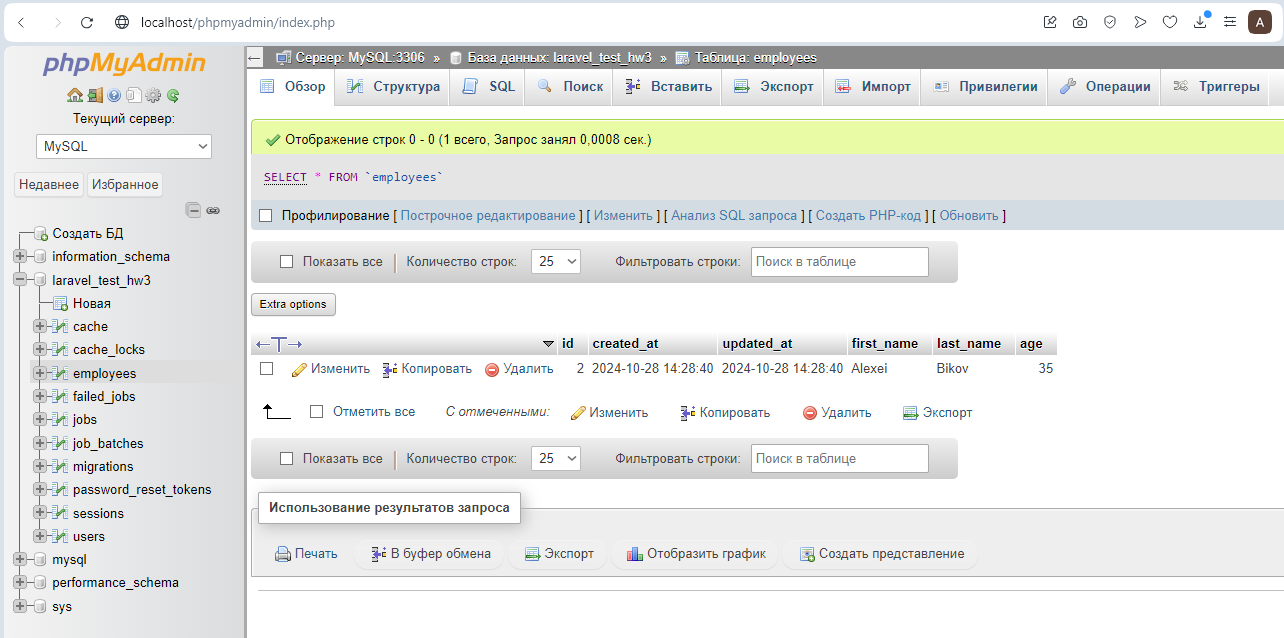 localhost/phpmyadmin/index.php
A
phpMyAdmin
Текущий сервер:
MySQL
Недавнее Избранное
Создать БД
information_schema
laravel_test_hw3
Новая
cache
cache_locks
employees
failed_jobs
jobs
job_batches
migrations
password_reset_tokens
sessions
users
mysql
performance_schema
sys
Сервер: MySQL:3306 » База данных: laravel_test_hw3 » Таблица: employees
Обзор Структура SQL Поиск Вставить Экспорт Импорт Привилегии Операции Триггеры
Отображение строк 0 - 0 (1 всего, Запрос занял 0,0008 сек.)
SELECT * FROM `employees`
Профилирование [ Построчное редактирование ] [ Изменить ] [ Анализ SQL запроса ] [ Создать PHP-код ] [ Обновить ]
Показать все Количество строк: 25 Фильтровать строки: Поиск в таблице
Extra options
←T→ id created_at updated_at first_name last_name age
Изменить Копировать Удалить 2 2024-10-28 14:28:40 2024-10-28 14:28:40 Alexei Bikov 35
Отметить все С отмеченными: Изменить Копировать Удалить Экспорт
Показать все Количество строк: 25 Фильтровать строки: Поиск в таблице
Использование результатов запроса
Печать В буфер обмена Экспорт Отобразить график Создать представление